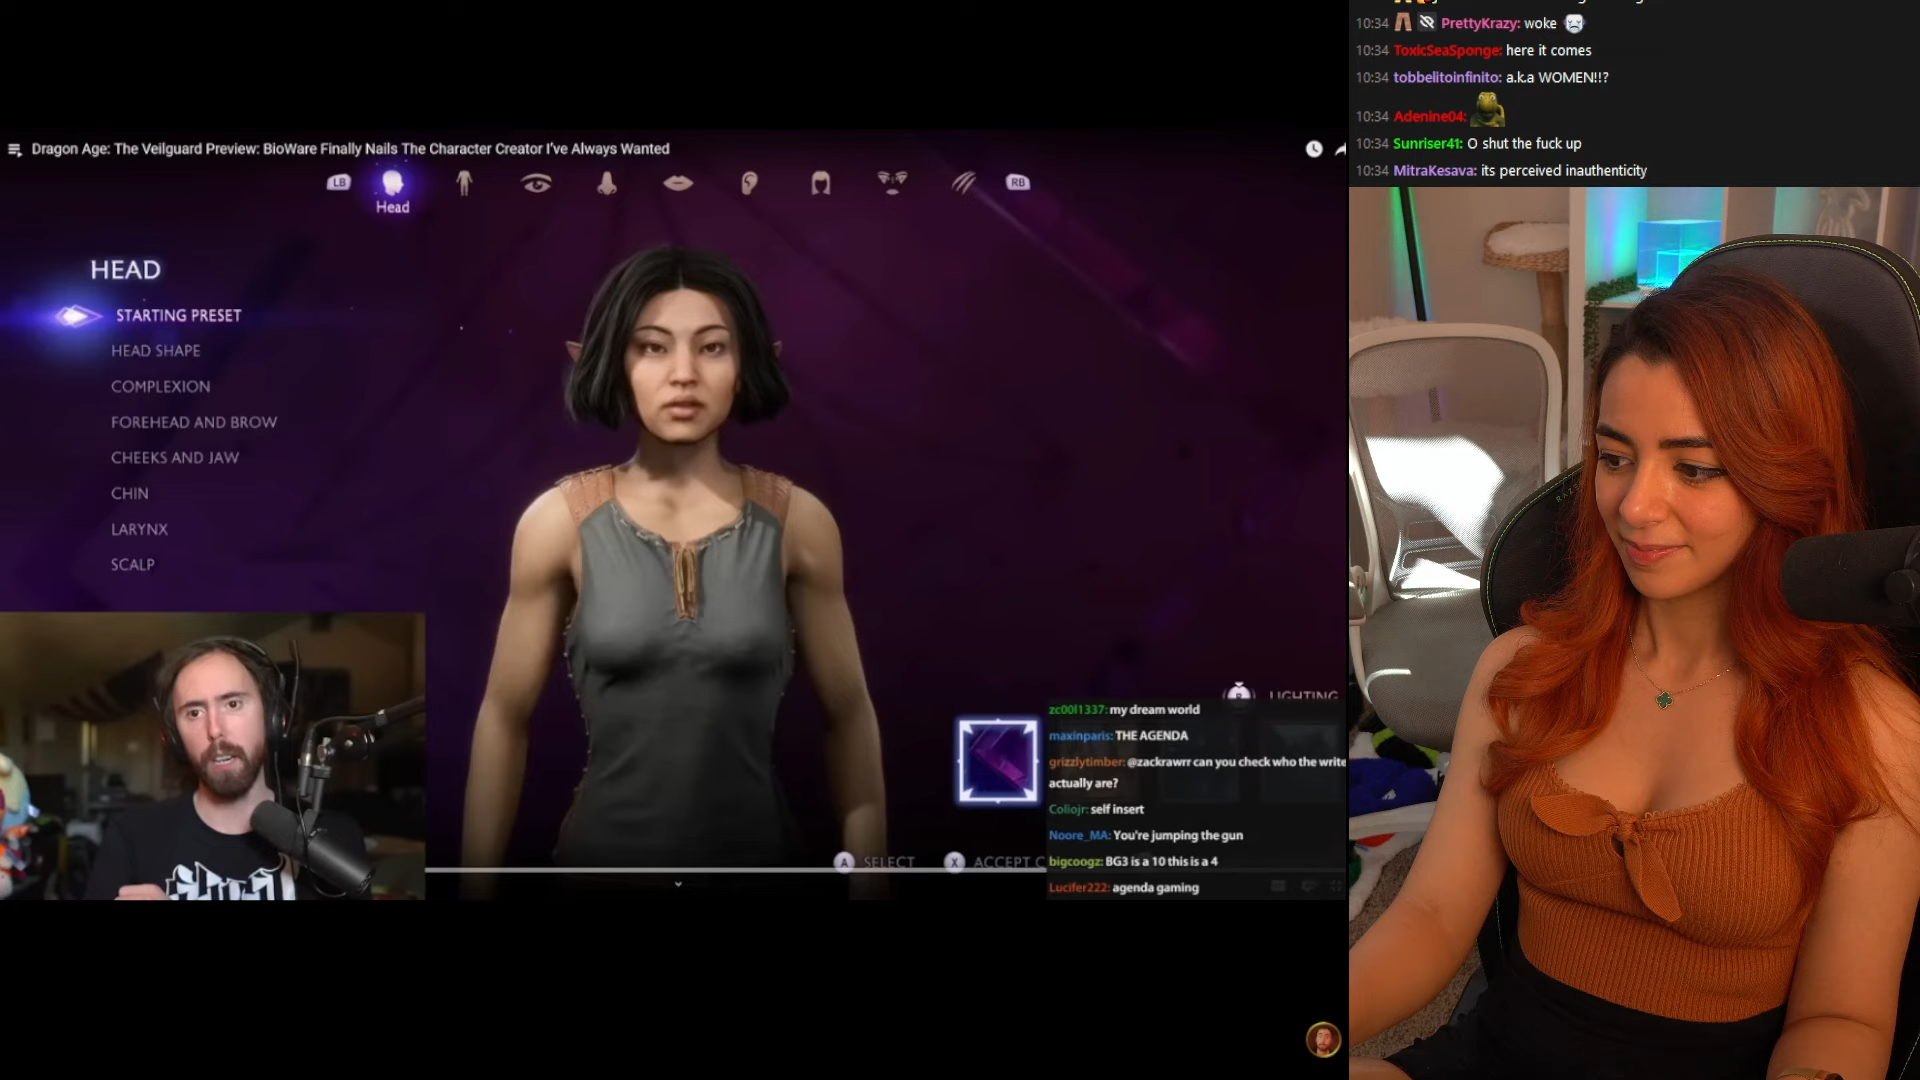 Dragon Age: The Veilguard Preview: BioWare Finally Nails The Character Creator I've Always Wanted
LB
RB
Head
HEAD
STARTING PRESET
HEAD SHAPE
COMPLEXION
FOREHEAD AND BROW
CHEEKS AND JAW
CHIN
LARYNX
SCALP
LIGHTING
A SELECT
X ACCEPT C
zc00l1337: my dream world
maxinparis: THE AGENDA
grizzlytimber: @zackrawrr can you check who the write
actually are?
Coliojr: self insert
Noore_MA: You're jumping the gun
bigcoogz: BG3 is a 10 this is a 4
Lucifer222: agenda gaming
10:34 PrettyKrazy: woke
10:34 ToxicSeaSponge: here it comes
10:34 tobbelitoinfinito: a.k.a WOMEN!!?
10:34 Adenine04:
10:34 Sunriser41: O shut the fuck up
10:34 MitraKesava: its perceived inauthenticity